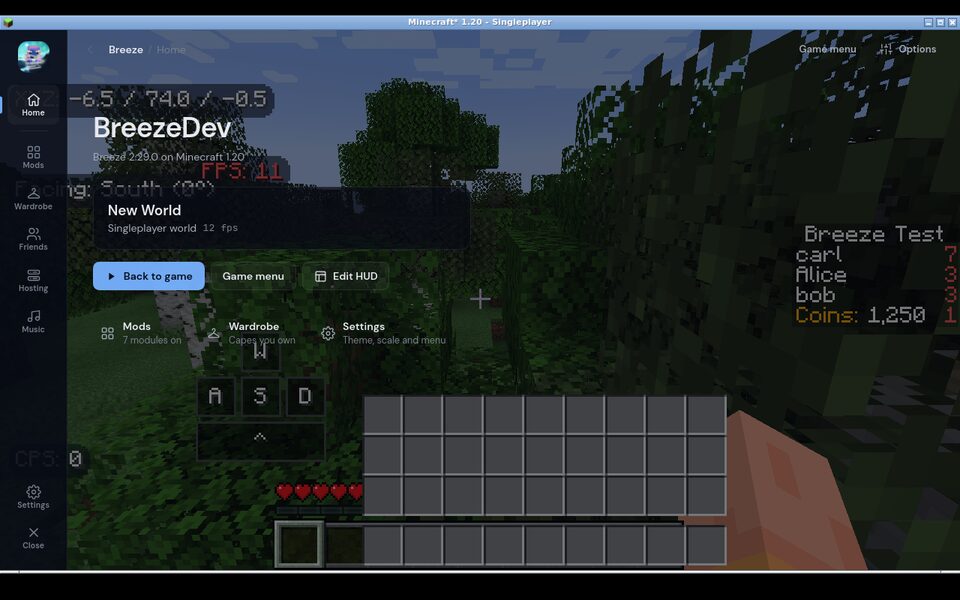 Minecraft* 1.20 - Singleplayer
Breeze / Home
Game menu
Options
-6.5 / 74.0 / -0.5
Home
BreezeDev
Mods
Breeze 2.29.0 on Minecraft 1.20
FPS: 11
Facing: South (0°)
Wardrobe
New World
Singleplayer world 12 fps
Friends
Breeze Test
carl 7
Alice 3
bob 3
Coins: 1,250 1
Hosting
Back to game
Game menu
Edit HUD
Music
Mods
7 modules on
Wardrobe
Capes you own
Settings
Theme, scale and menu
W
A S D
^
CPS: 0
Settings
Close